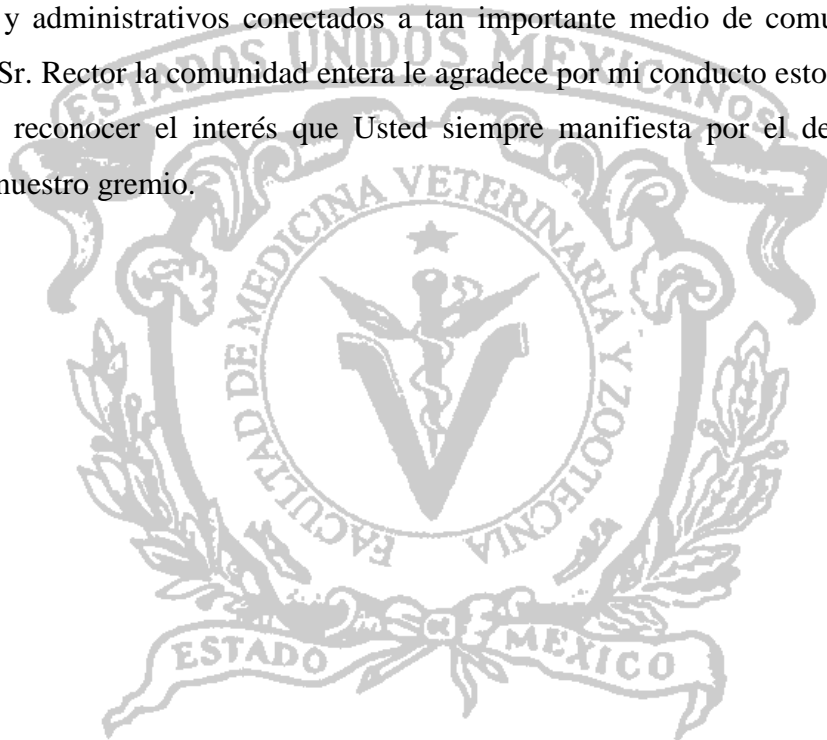 y administrativos conectados a tan importante medio de comu
Sr. Rector la comunidad entera le agradece por mi conducto esto
reconocer el interés que Usted siempre manifiesta por el de
nuestro gremio.
ESTADOS UNIDOS MEXICANOS
FACULTAD DE MEDICINA VETERINARIA Y ZOOTECNIA
ESTADO MEXICO